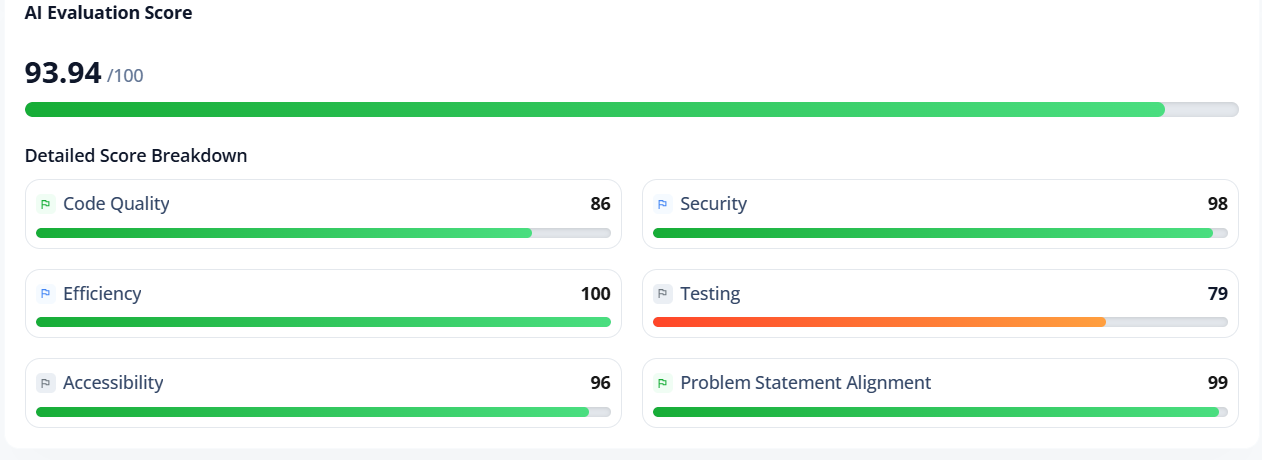 AI Evaluation Score
93.94 /100
Detailed Score Breakdown
Code Quality 86
Security 98
Efficiency 100
Testing 79
Accessibility 96
Problem Statement Alignment 99